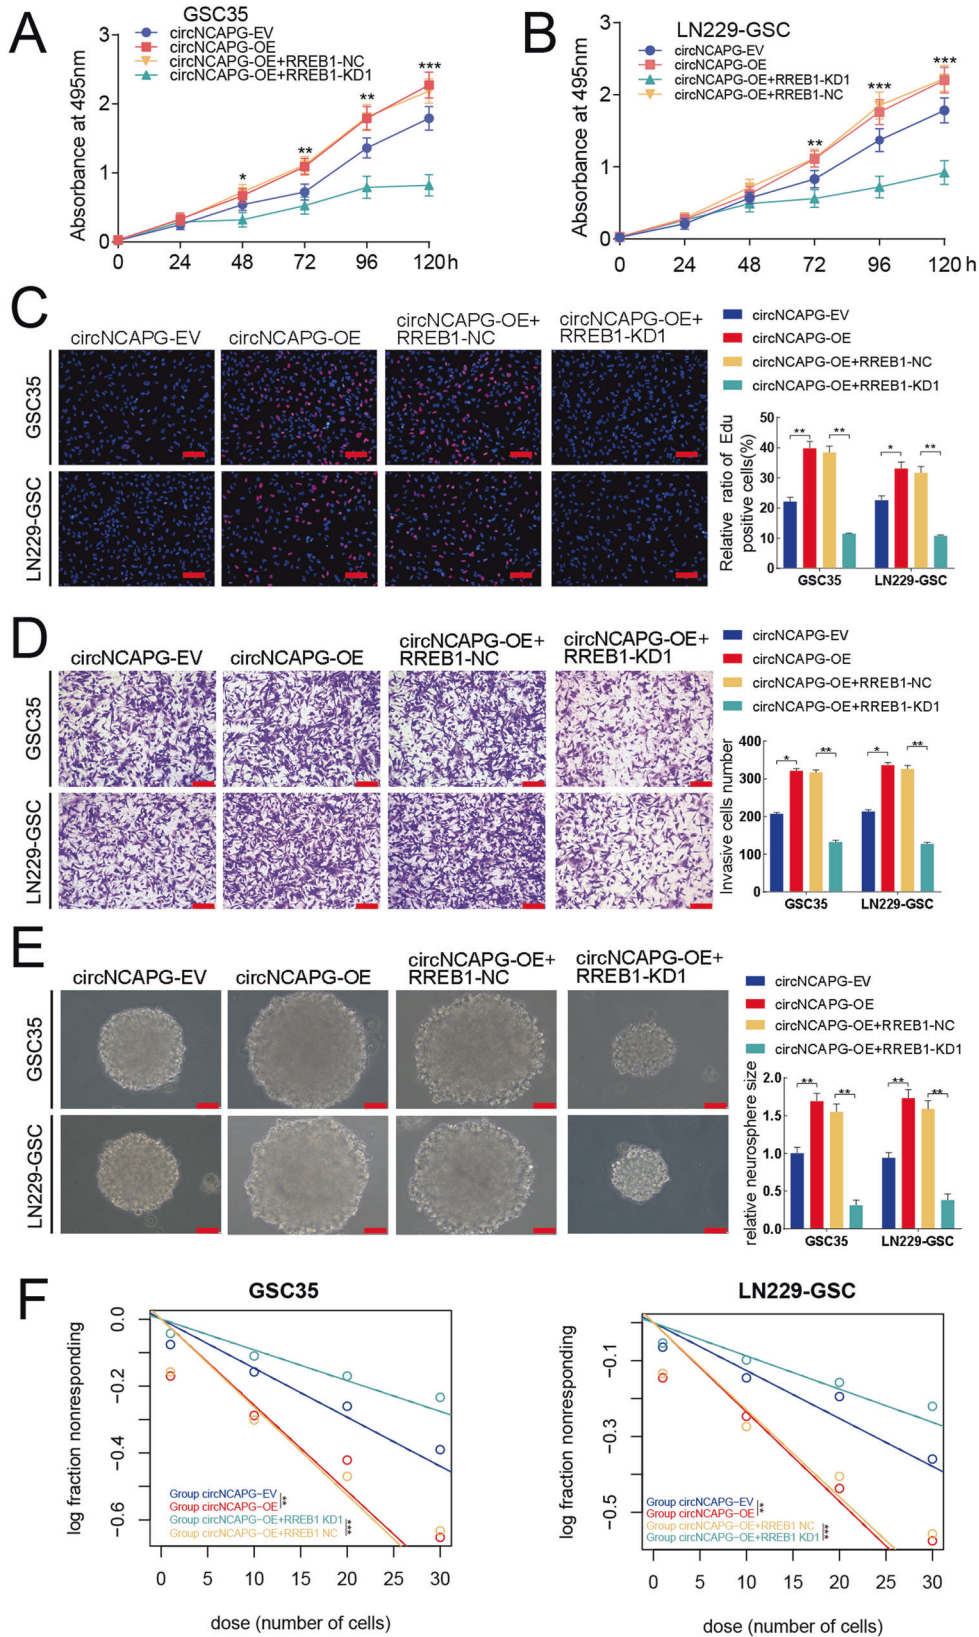 A
GSC35
circNCAPG-EV
circNCAPG-OE
circNCAPG-OE+RREB1-NC
circNCAPG-OE+RREB1-KD1
Absorbance at 495nm
3
2
1
0
* ** ** ***
0 24 48 72 96 120 h
B
LN229-GSC
circNCAPG-EV
circNCAPG-OE
circNCAPG-OE+RREB1-KD1
circNCAPG-OE+RREB1-NC
Absorbance at 495nm
3
2
1
0
** *** ***
0 24 48 72 96 120 h
C
circNCAPG-EV
circNCAPG-OE
circNCAPG-OE+
RREB1-NC
circNCAPG-OE+
RREB1-KD1
GSC35
LN229-GSC
circNCAPG-EV
circNCAPG-OE
circNCAPG-OE+RREB1-NC
circNCAPG-OE+RREB1-KD1
Relative ratio of Edu
positive cells(%)
50
40
30
20
10
0
** ** * **
GSC35 LN229-GSC
D
circNCAPG-EV
circNCAPG-OE
circNCAPG-OE+
RREB1-NC
circNCAPG-OE+
RREB1-KD1
GSC35
LN229-GSC
circNCAPG-EV
circNCAPG-OE
circNCAPG-OE+RREB1-NC
circNCAPG-OE+RREB1-KD1
Invasive cells number
400
300
200
100
0
* ** * **
GSC35 LN229-GSC
E
circNCAPG-EV
circNCAPG-OE
circNCAPG-OE+
RREB1-NC
circNCAPG-OE+
RREB1-KD1
GSC35
LN229-GSC
circNCAPG-EV
circNCAPG-OE
circNCAPG-OE+RREB1-NC
circNCAPG-OE+RREB1-KD1
relative neurosphere size
2.0
1.5
1.0
0.5
0.0
** ** ** **
GSC35 LN229-GSC
F
GSC35
log fraction nonresponding
0.0
−0.2
−0.4
−0.6
Group circNCAPG−EV
Group circNCAPG−OE
**
Group circNCAPG−OE+RREB1 KD1
Group circNCAPG−OE+RREB1 NC
***
0 5 10 15 20 25 30
dose (number of cells)
LN229-GSC
log fraction nonresponding
−0.1
−0.3
−0.5
Group circNCAPG−EV
Group circNCAPG−OE
**
Group circNCAPG−OE+RREB1 NC
Group circNCAPG−OE+RREB1 KD1
***
0 5 10 15 20 25 30
dose (number of cells)